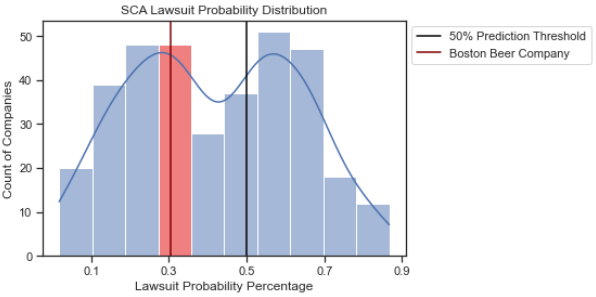 SCA Lawsuit Probability Distribution
50% Prediction Threshold
Boston Beer Company
Count of Companies
50
40
30
20
10
0
0.1 0.3 0.5 0.7 0.9
Lawsuit Probability Percentage